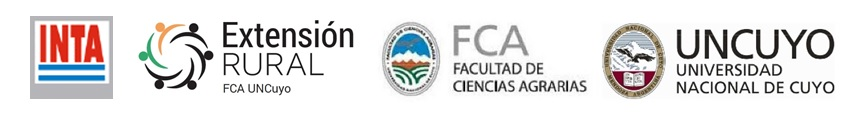 INTA
Extensión
RURAL
FCA UNCuyo
FCA
FACULTAD DE
CIENCIAS AGRARIAS
UNCUYO
UNIVERSIDAD
NACIONAL DE CUYO